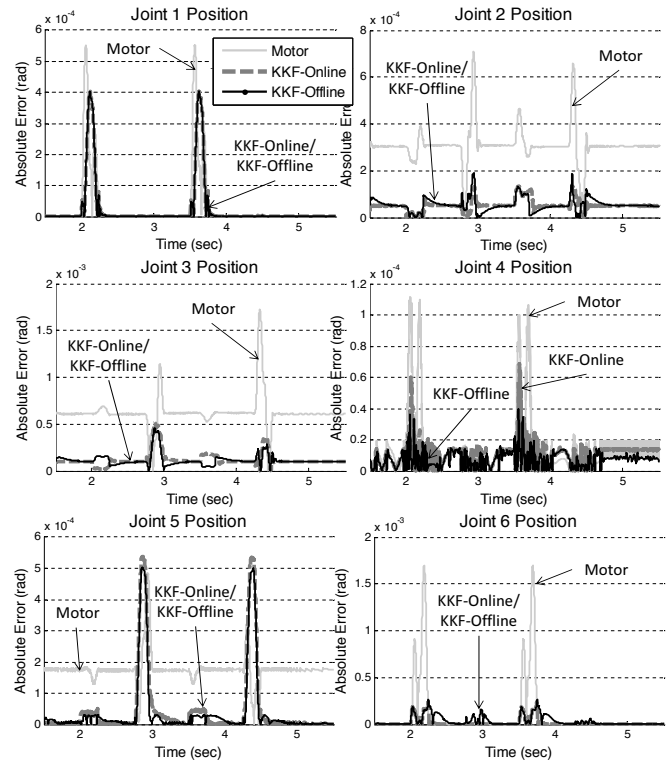 Joint 1 Position
x 10⁻⁴
6
5
4
3
2
1
0
Absolute Error (rad)
2 3 4 5
Time (sec)
Motor
Motor
KKF-Online
KKF-Offline
KKF-Online/
KKF-Offline
Joint 2 Position
x 10⁻⁴
8
6
4
2
0
Absolute Error (rad)
2 3 4 5
Time (sec)
KKF-Online/
KKF-Offline
Motor
Joint 3 Position
x 10⁻³
2
1.5
1
0.5
0
Absolute Error (rad)
2 3 4 5
Time (sec)
Motor
KKF-Online/
KKF-Offline
Joint 4 Position
x 10⁻⁴
1.2
1
0.8
0.6
0.4
0.2
0
Absolute Error (rad)
2 3 4 5
Time (sec)
Motor
KKF-Online
KKF-Offline
Joint 5 Position
x 10⁻⁴
6
5
4
3
2
1
0
Absolute Error (rad)
2 3 4 5
Time (sec)
Motor
KKF-Online/
KKF-Offline
Joint 6 Position
x 10⁻³
2
1.5
1
0.5
0
Absolute Error (rad)
2 3 4 5
Time (sec)
Motor
KKF-Online/
KKF-Offline